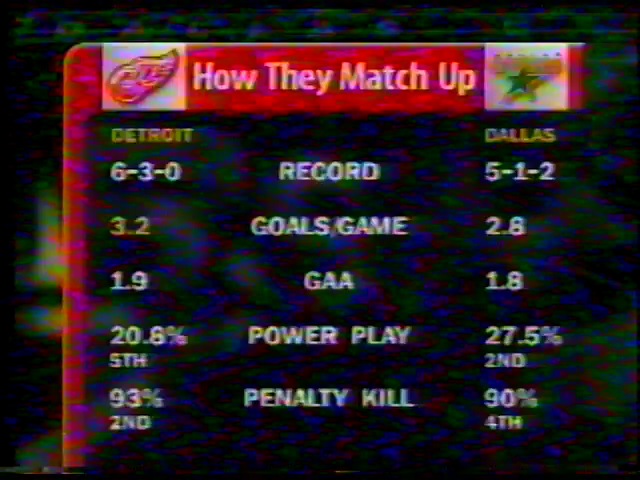 How They Match Up
DETROIT DALLAS
6-3-0 RECORD 5-1-2
3.2 GOALS/GAME 2.8
1.9 GAA 1.8
20.8% POWER PLAY 27.5%
5TH 2ND
93% PENALTY KILL 90%
2ND 4TH